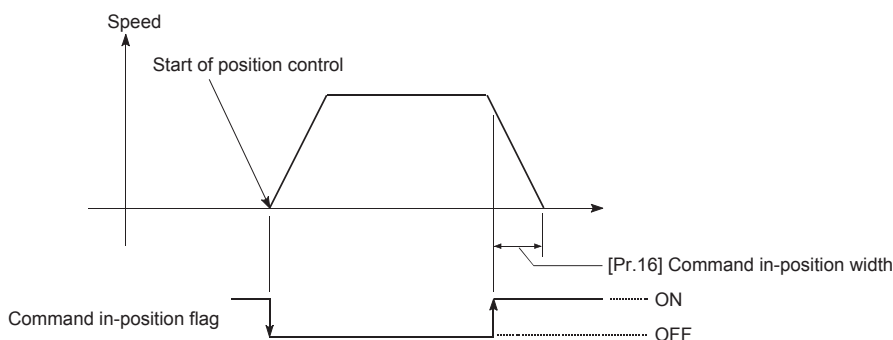 Speed
Start of position control
[Pr.16] Command in-position width
ON
Command in-position flag
OFF